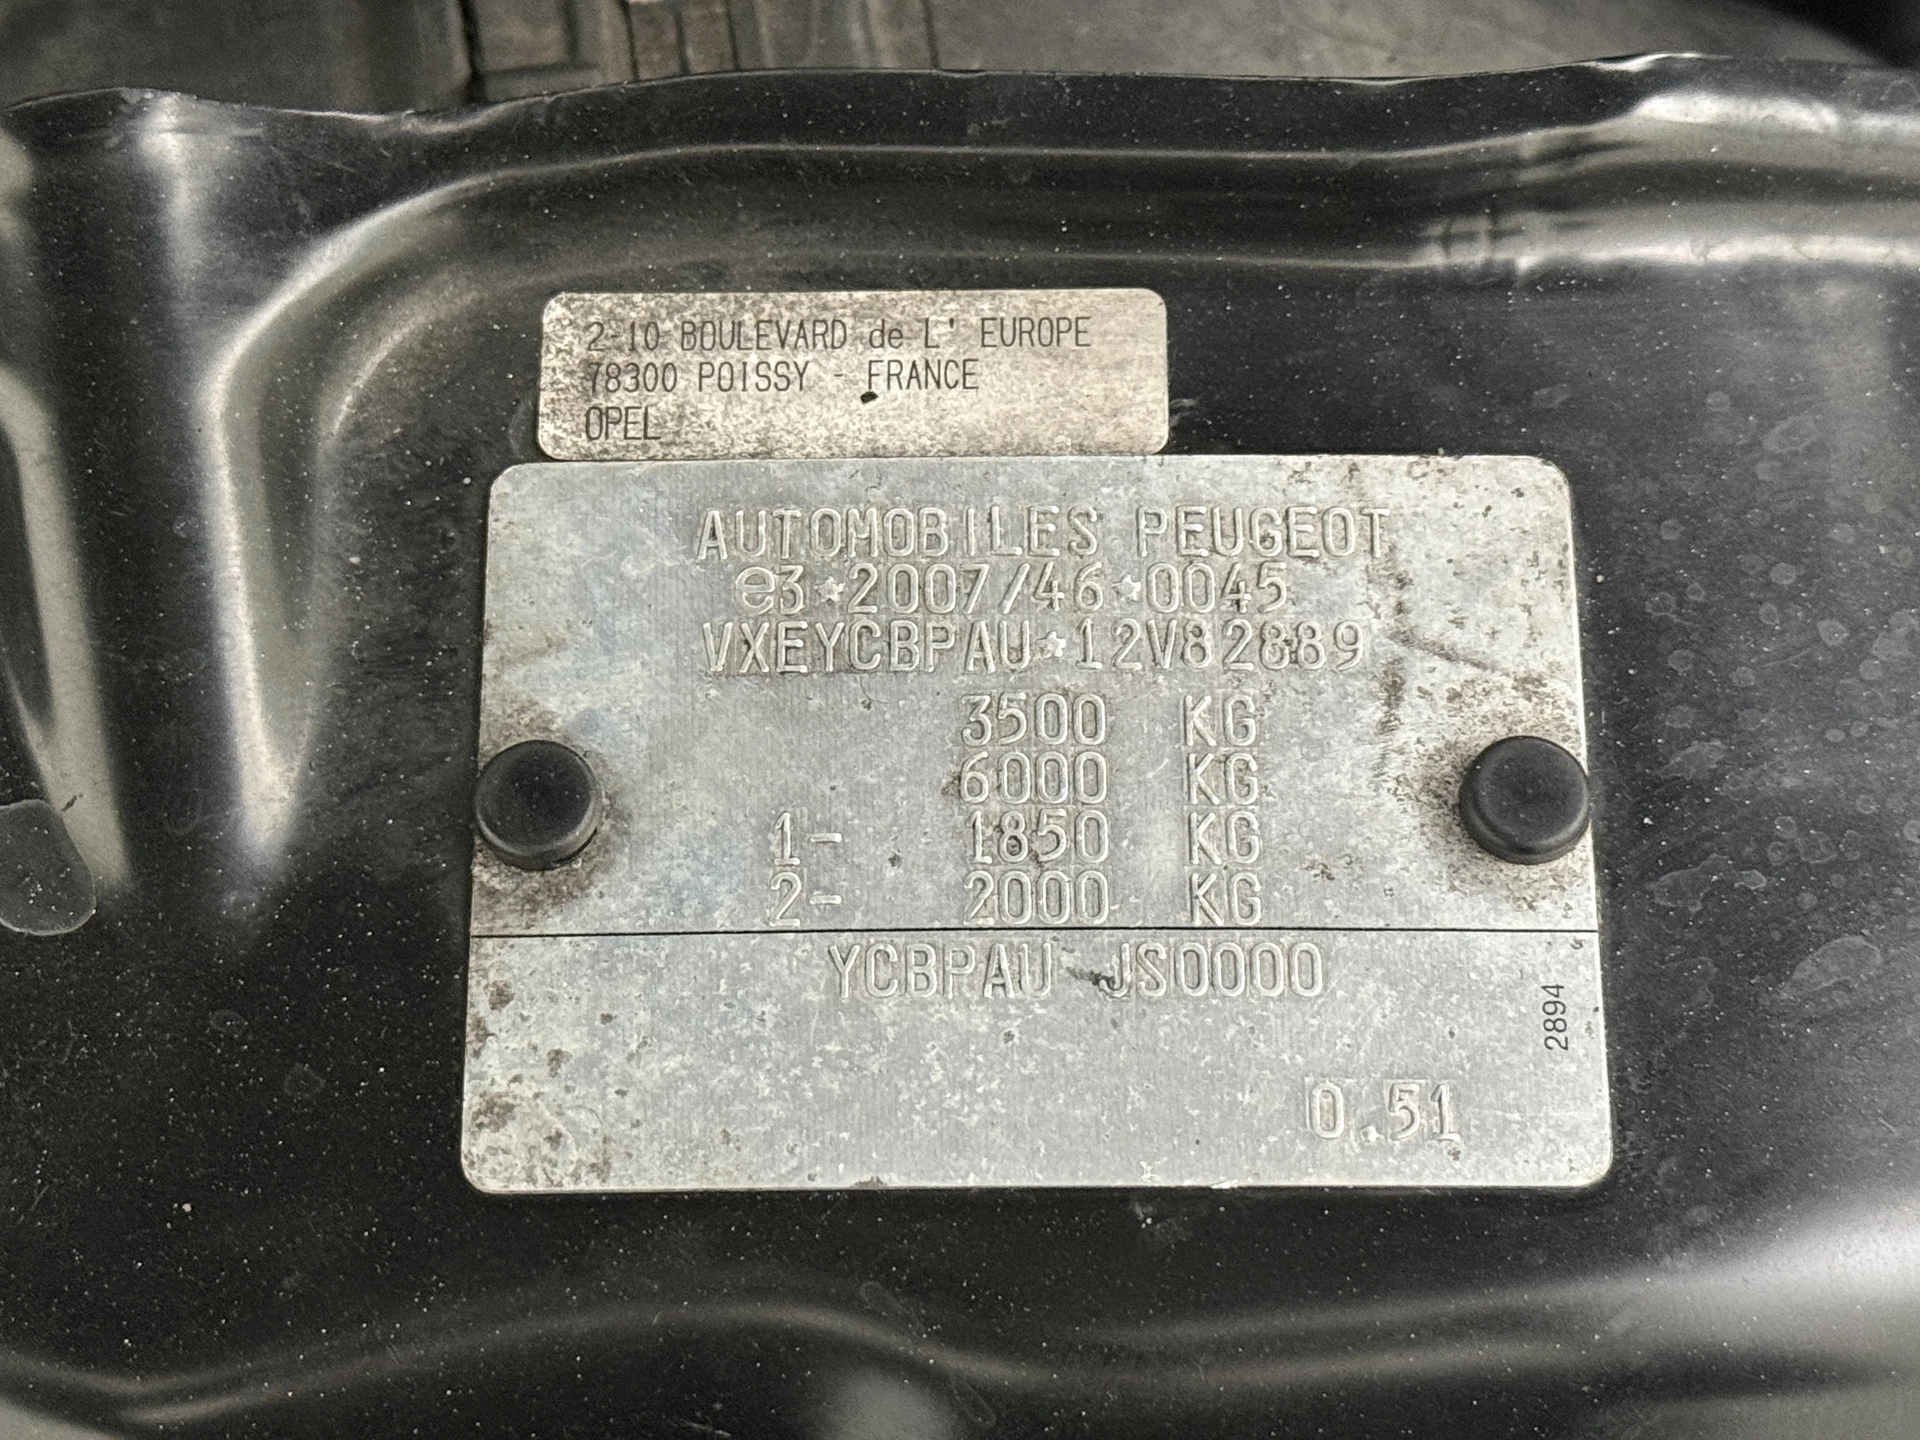 2-10 BOULEVARD de L' EUROPE
78300 POISSY - FRANCE
OPEL
AUTOMOBILES PEUGEOT
e3*2007/46*0045
VXEYCBPAU*12V82889
3500 KG
6000 KG
1- 1850 KG
2- 2000 KG
YCBPAU JS0000
2894
0.51